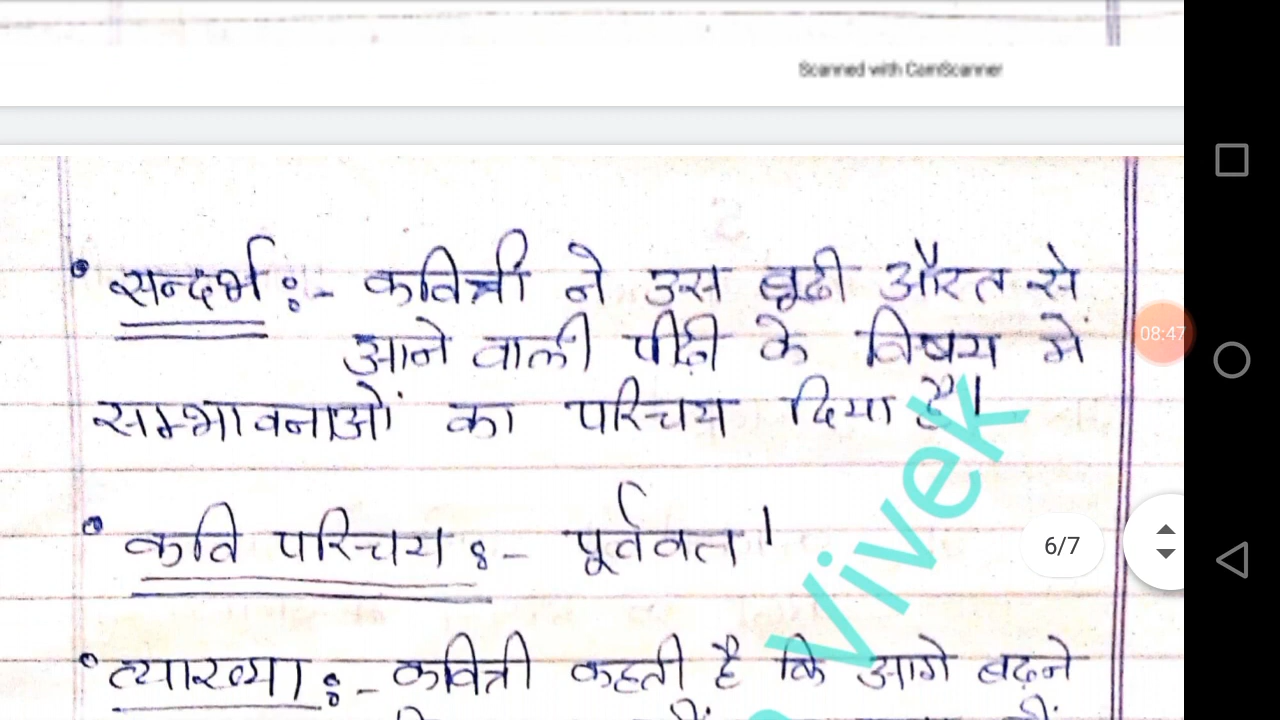 Scanned with CamScanner
• सन्दर्भ :- कवित्री ने उस बूढी औरत से
आने वाली पीढ़ी के विषय में
सम्भावनाओं का परिचय दिया है।
• कवि परिचय :- पूर्ववत।
• व्याख्या :- कवित्री कहती है कि आगे बढ़ने
Vivek
08:47
6/7